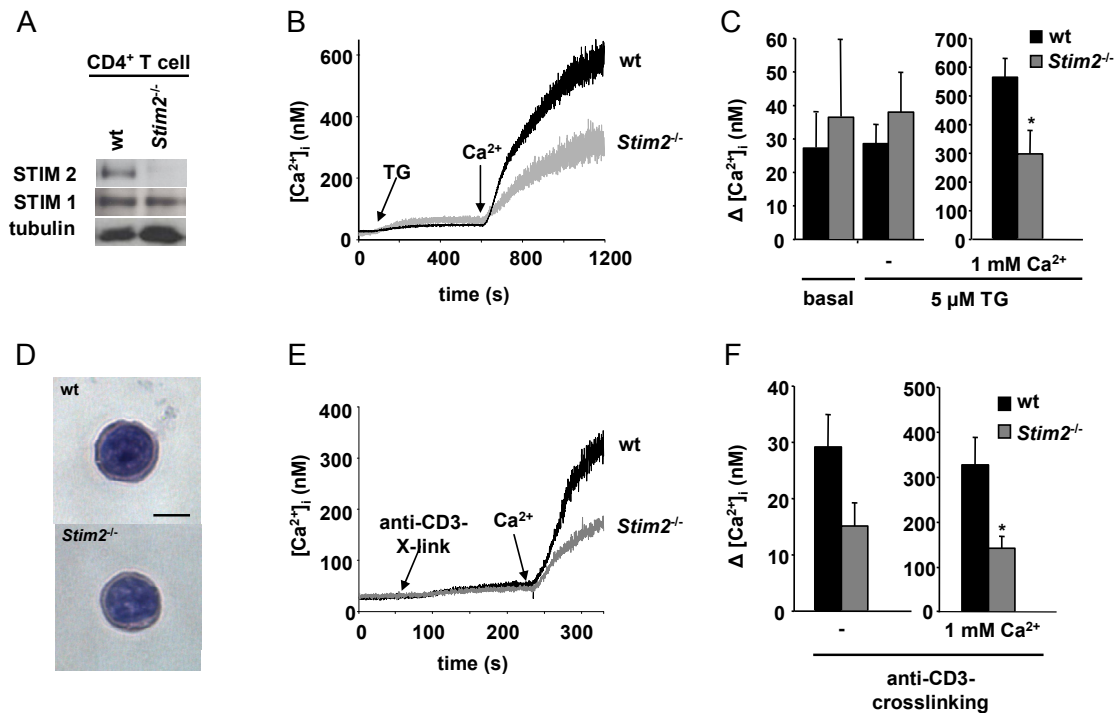 A
CD4⁺ T cell
wt
Stim2⁻/⁻
STIM 2
STIM 1
tubulin
B
600
400
200
0
[Ca²⁺]ᵢ (nM)
TG
Ca²⁺
wt
Stim2⁻/⁻
0 400 800 1200
time (s)
C
wt
Stim2⁻/⁻
60
50
40
30
20
10
0
Δ [Ca²⁺]ᵢ (nM)
700
600
500
400
300
200
100
0
*
- 1 mM Ca²⁺
basal 5 µM TG
D
wt
Stim2⁻/⁻
E
400
300
200
100
0
[Ca²⁺]ᵢ (nM)
anti-CD3-
X-link
Ca²⁺
wt
Stim2⁻/⁻
0 100 200 300
time (s)
F
40
30
20
10
0
Δ [Ca²⁺]ᵢ (nM)
500
400
300
200
100
0
wt
Stim2⁻/⁻
*
- 1 mM Ca²⁺
anti-CD3-
crosslinking